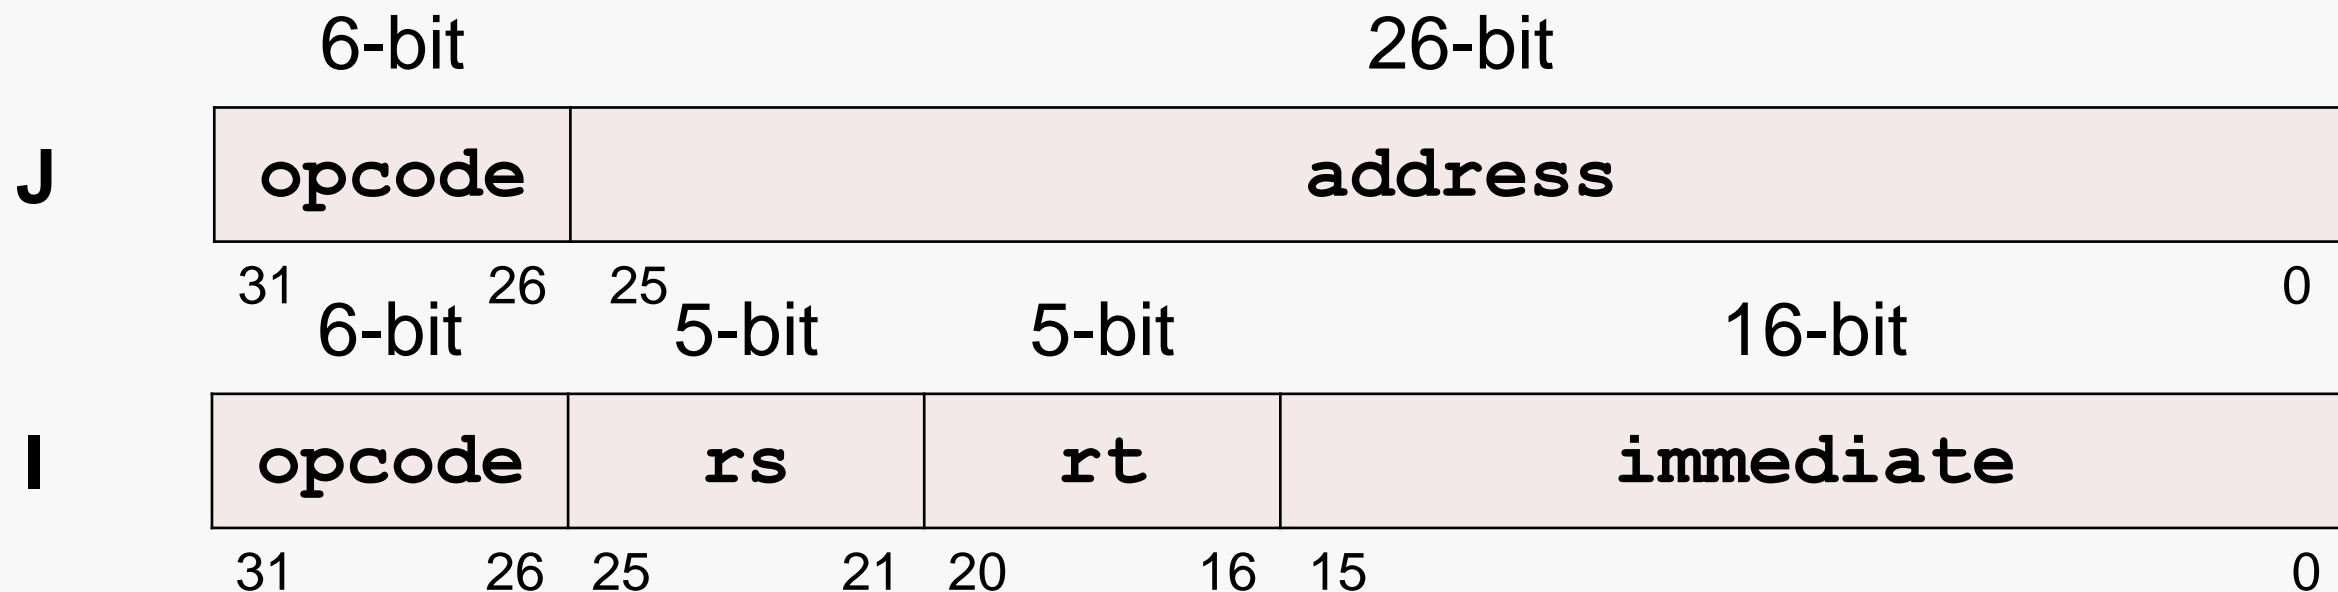 6-bit 26-bit
J opcode address
31 26 25 0
6-bit 5-bit 5-bit 16-bit
I opcode rs rt immediate
31 26 25 21 20 16 15 0